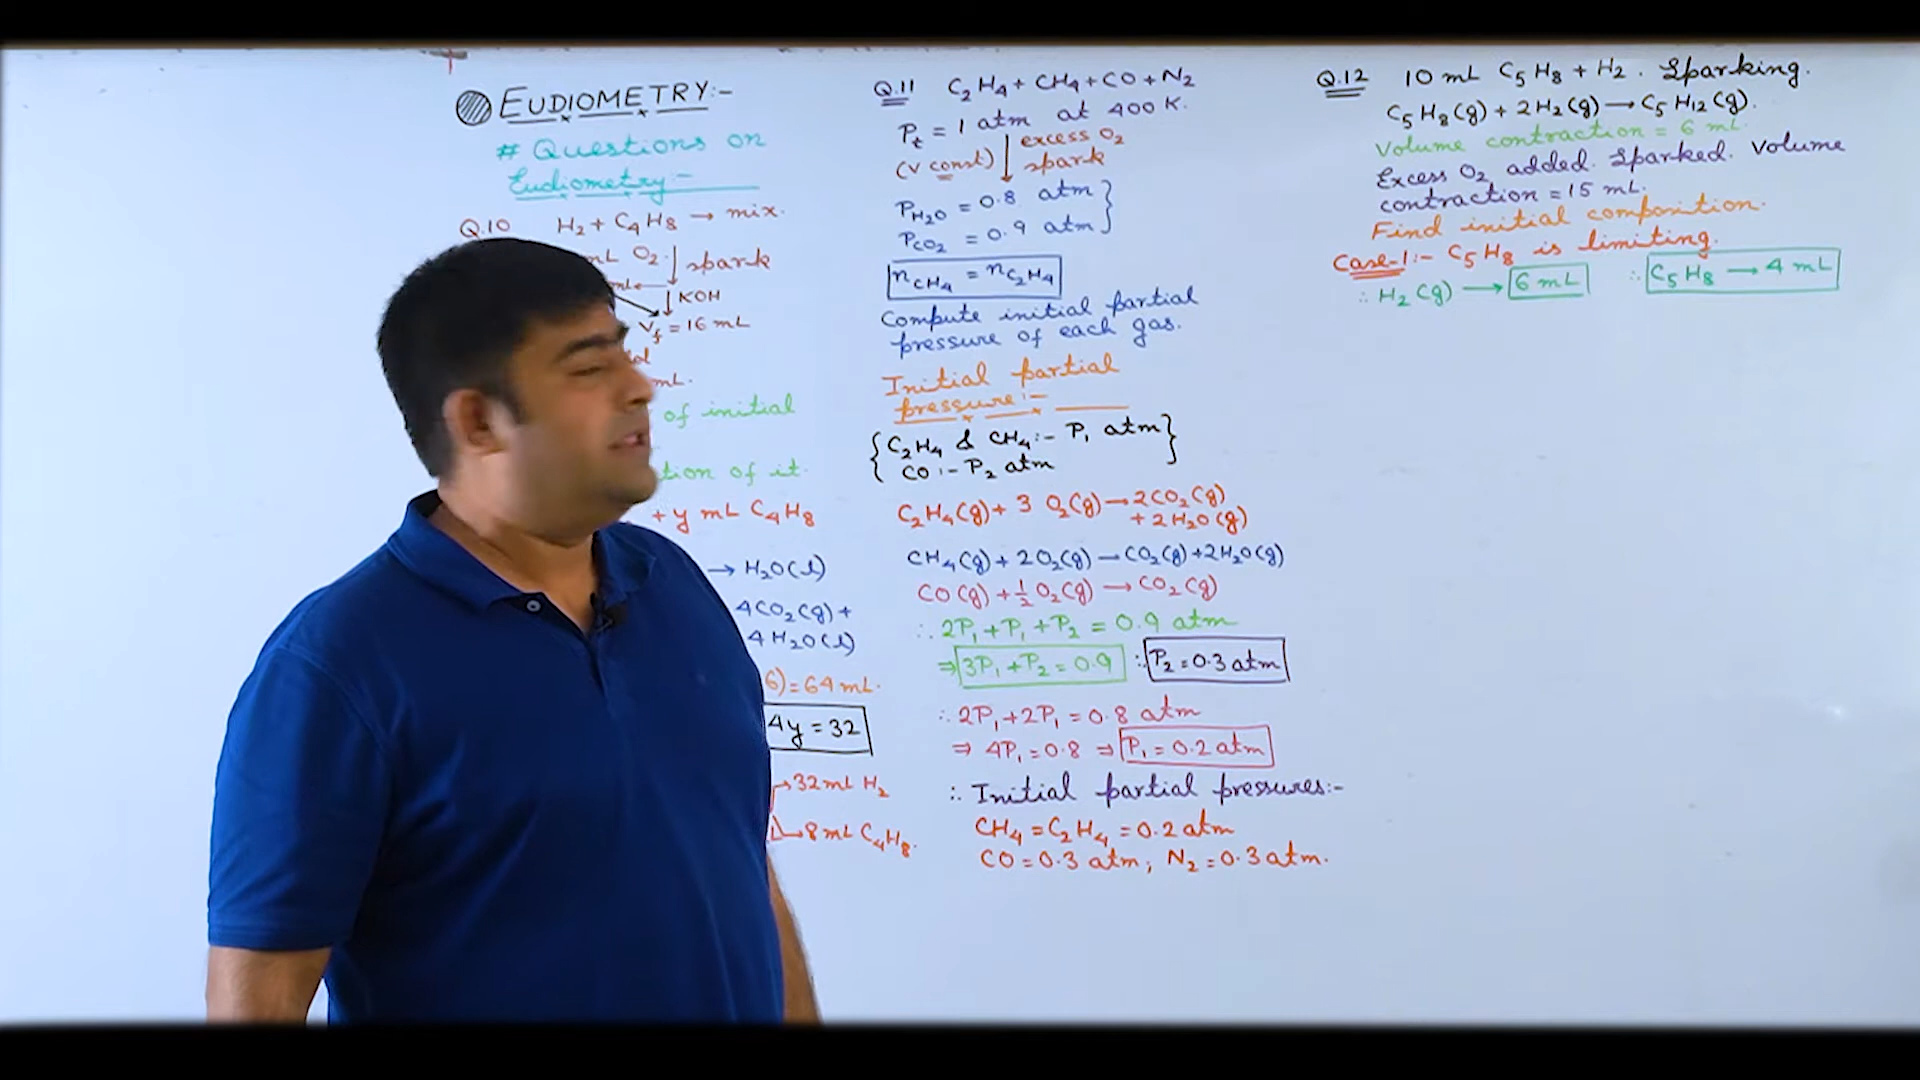 EUDIOMETRY:-
# Questions on
Eudiometry:-
Q.10 H₂ + C₄H₈ → mix.
mL O₂ spark
mL
KOH
V_f = 16 mL
mL.
of initial
tion of it.
+ y mL C₄H₈
→ H₂O(l)
4CO₂(g) +
4H₂O(l)
6) = 64 mL.
4y = 32
→ 32 mL H₂
→ 8 mL C₄H₈.
Q.11 C₂H₄ + CH₄ + CO + N₂
P_t = 1 atm at 400 K.
(V const) ↓ excess O₂
spark
P_H₂O = 0.8 atm
P_CO₂ = 0.9 atm
n_CH₄ = n_C₂H₄
Compute initial partial
pressure of each gas.
Initial partial
pressure:-
{C₂H₄ & CH₄:- P₁ atm}
CO:- P₂ atm
C₂H₄(g) + 3 O₂(g) → 2CO₂(g)
+ 2H₂O(g)
CH₄(g) + 2O₂(g) → CO₂(g) + 2H₂O(g)
CO(g) + ½O₂(g) → CO₂(g)
∴ 2P₁ + P₁ + P₂ = 0.9 atm
⇒ 3P₁ + P₂ = 0.9 ∴ P₂ = 0.3 atm
∴ 2P₁ + 2P₁ = 0.8 atm
⇒ 4P₁ = 0.8 ⇒ P₁ = 0.2 atm
∴ Initial partial pressures:-
CH₄ = C₂H₄ = 0.2 atm
CO = 0.3 atm; N₂ = 0.3 atm.
Q.12 10 mL C₅H₈ + H₂. Sparking.
C₅H₈(g) + 2H₂(g) → C₅H₁₂(g).
Volume contraction = 6 mL.
Excess O₂ added. Sparked. Volume
contraction = 15 mL.
Find initial composition.
Case-1:- C₅H₈ is limiting.
∴ H₂(g) → 6 mL ∴ C₅H₈ → 4 mL